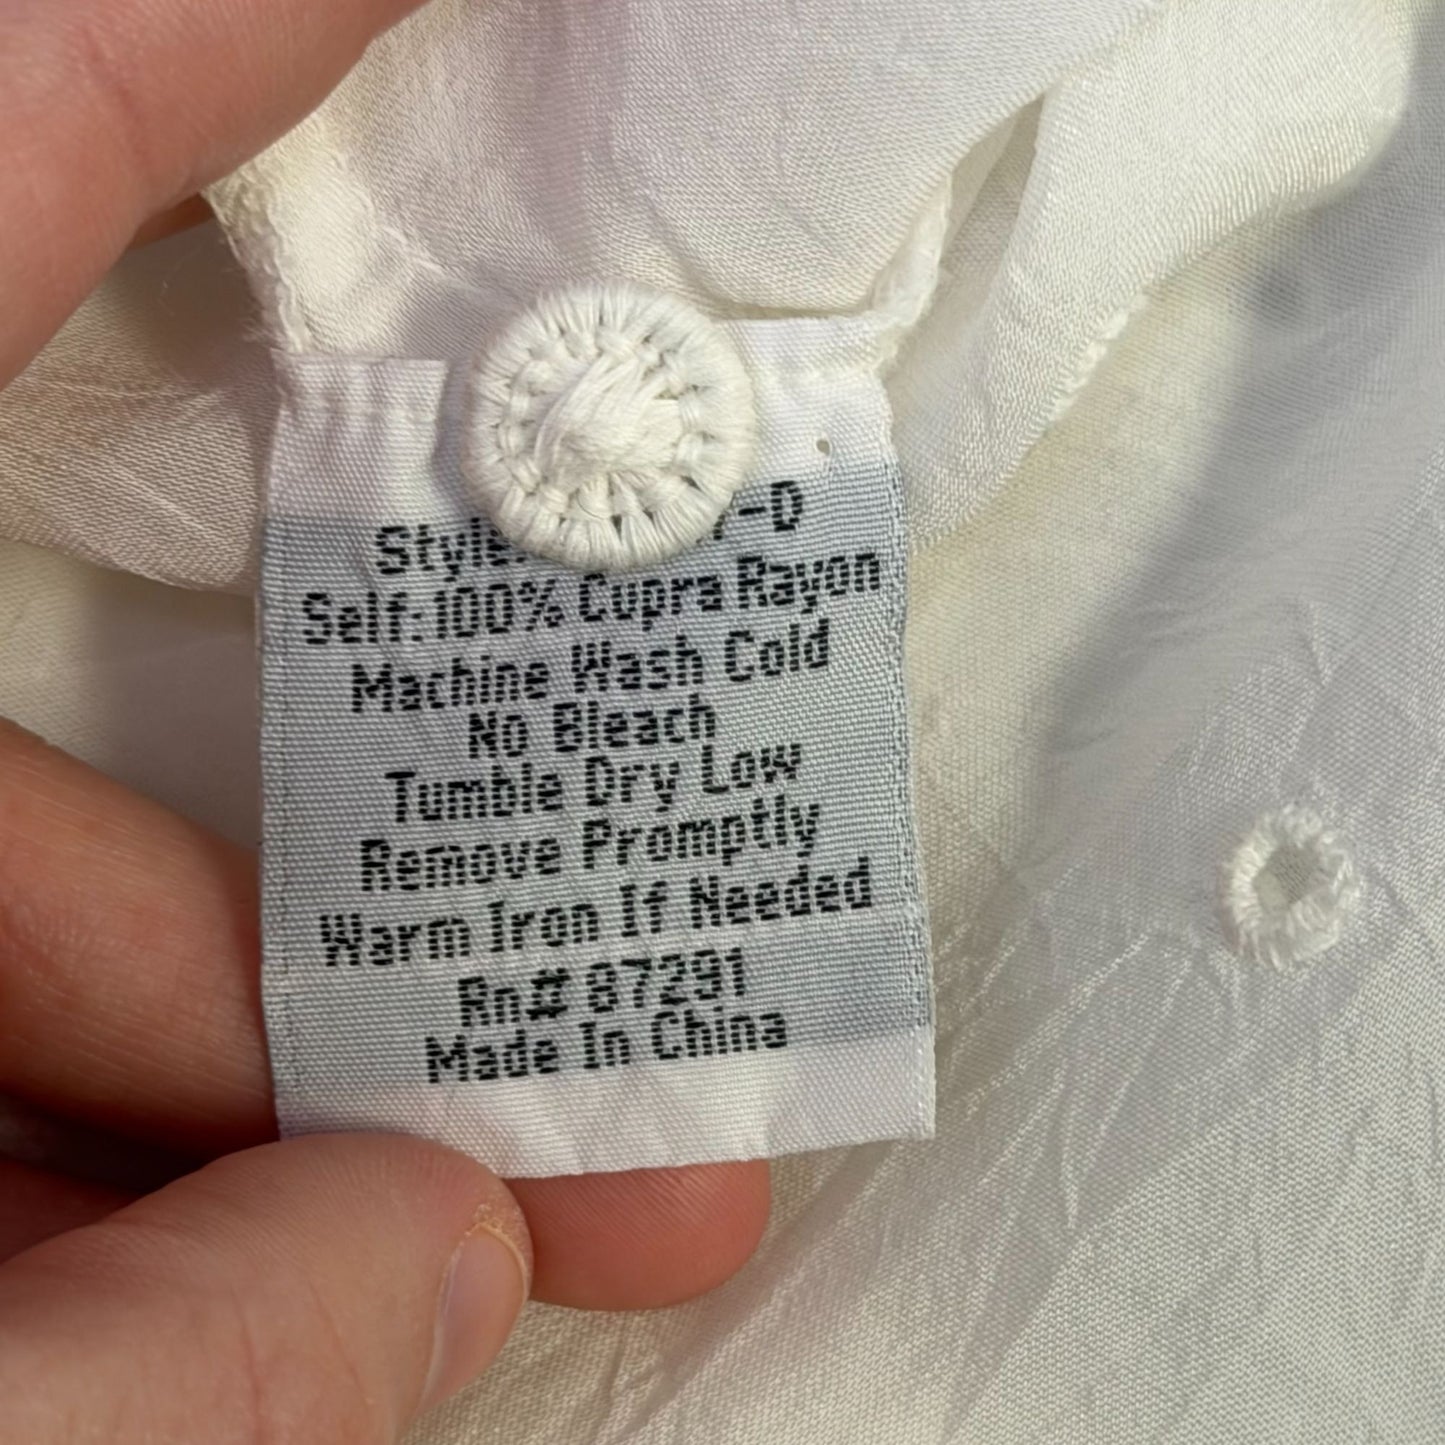 Style
Self:100% Cupra Rayon
Machine Wash Cold
No Bleach
Tumble Dry Low
Remove Promptly
Warm Iron If Needed
Rn# 87291
Made In China